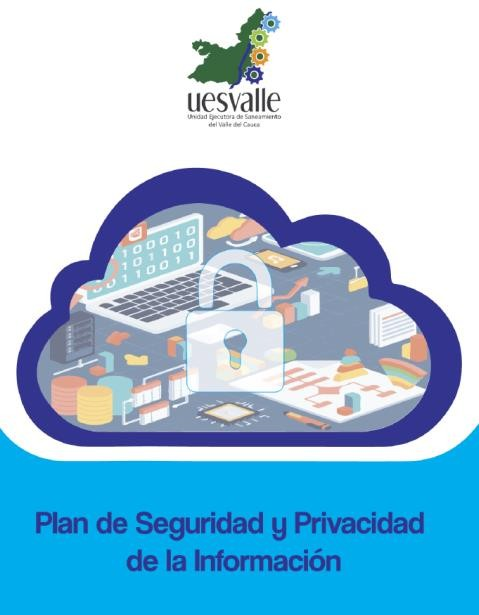 uesvalle
Unidad Ejecutora de Saneamiento
del Valle del Cauca
Plan de Seguridad y Privacidad
de la Información